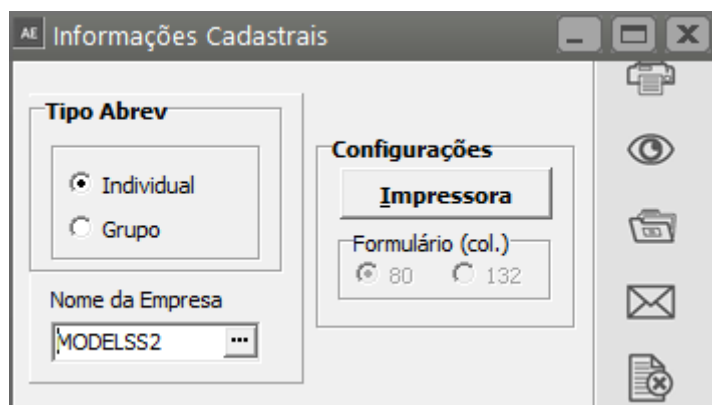 AE Informações Cadastrais
Tipo Abrev
Individual
Grupo
Nome da Empresa
MODELSS2 ...
Configurações
Impressora
Formulário (col.)
80 132